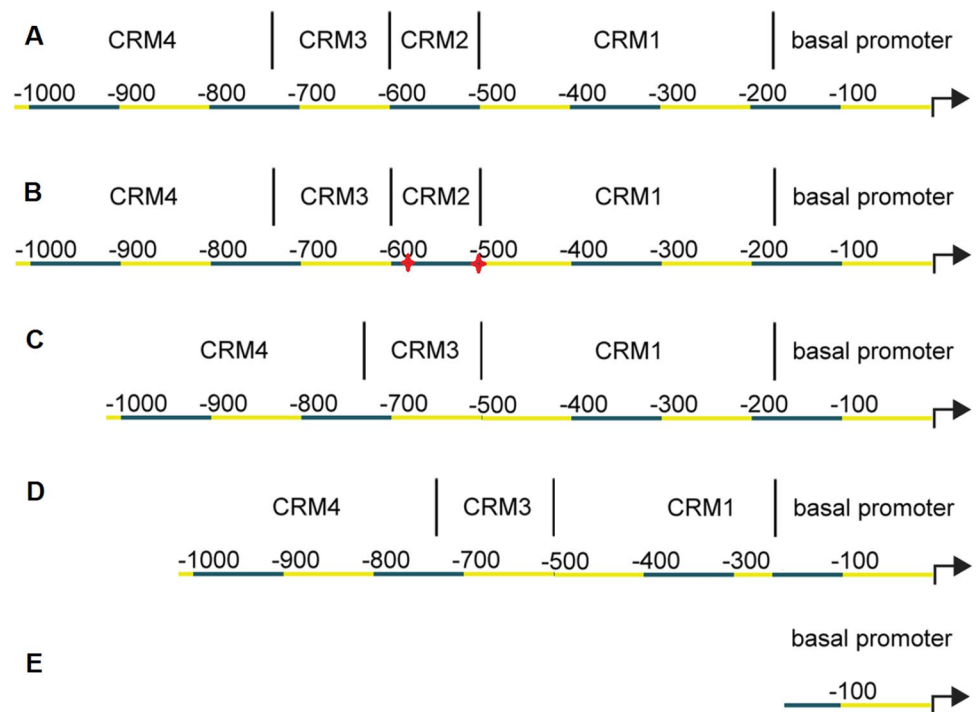 A
CRM4 CRM3 CRM2 CRM1 basal promoter
-1000 -900 -800 -700 -600 -500 -400 -300 -200 -100
B
CRM4 CRM3 CRM2 CRM1 basal promoter
-1000 -900 -800 -700 -600 -500 -400 -300 -200 -100
C
CRM4 CRM3 CRM1 basal promoter
-1000 -900 -800 -700 -500 -400 -300 -200 -100
D
CRM4 CRM3 CRM1 basal promoter
-1000 -900 -800 -700 -500 -400 -300 -100
basal promoter
E
-100